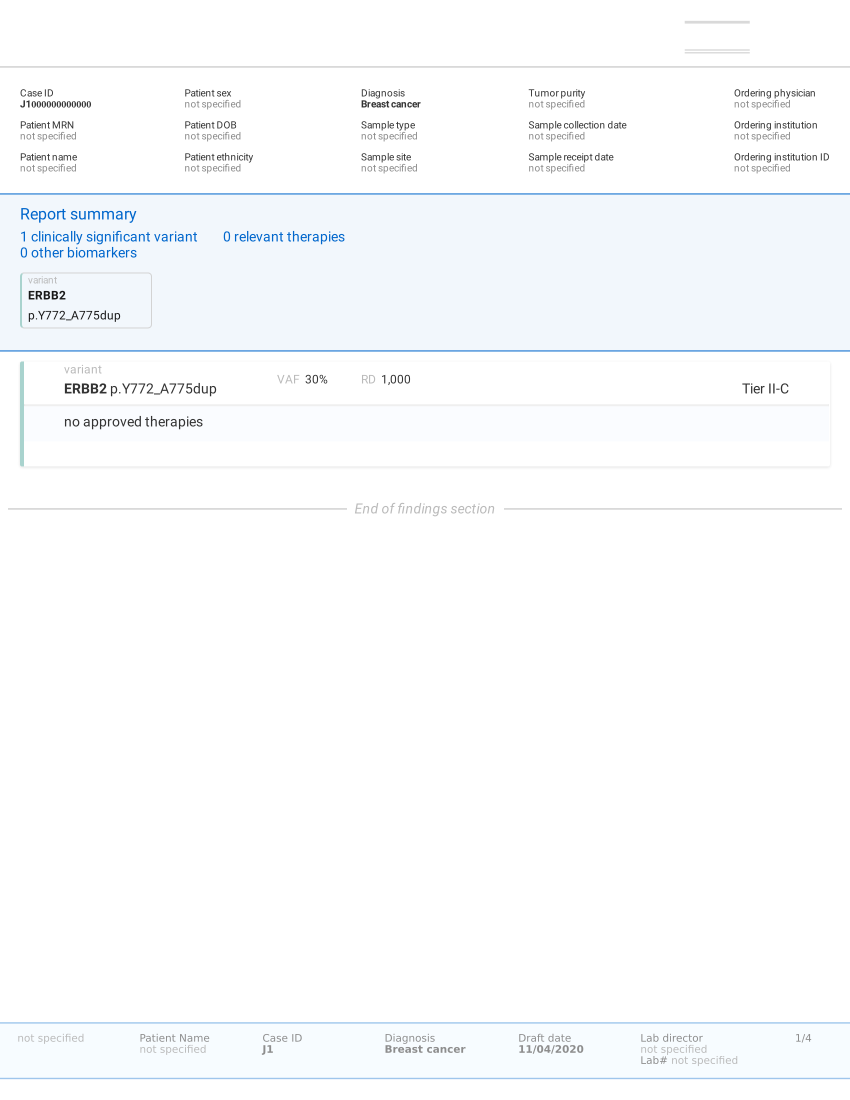 Case ID
J1000000000000
Patient sex
not specified
Diagnosis
Breast cancer
Tumor purity
not specified
Ordering physician
not specified
Patient MRN
not specified
Patient DOB
not specified
Sample type
not specified
Sample collection date
not specified
Ordering institution
not specified
Patient name
not specified
Patient ethnicity
not specified
Sample site
not specified
Sample receipt date
not specified
Ordering institution ID
not specified
Report summary
1 clinically significant variant 0 relevant therapies
0 other biomarkers
variant
ERBB2
p.Y772_A775dup
variant
ERBB2 p.Y772_A775dup
VAF 30% RD 1,000
Tier II-C
no approved therapies
End of findings section
not specified
Patient Name
not specified
Case ID
J1
Diagnosis
Breast cancer
Draft date
11/04/2020
Lab director
not specified
Lab# not specified
1/4